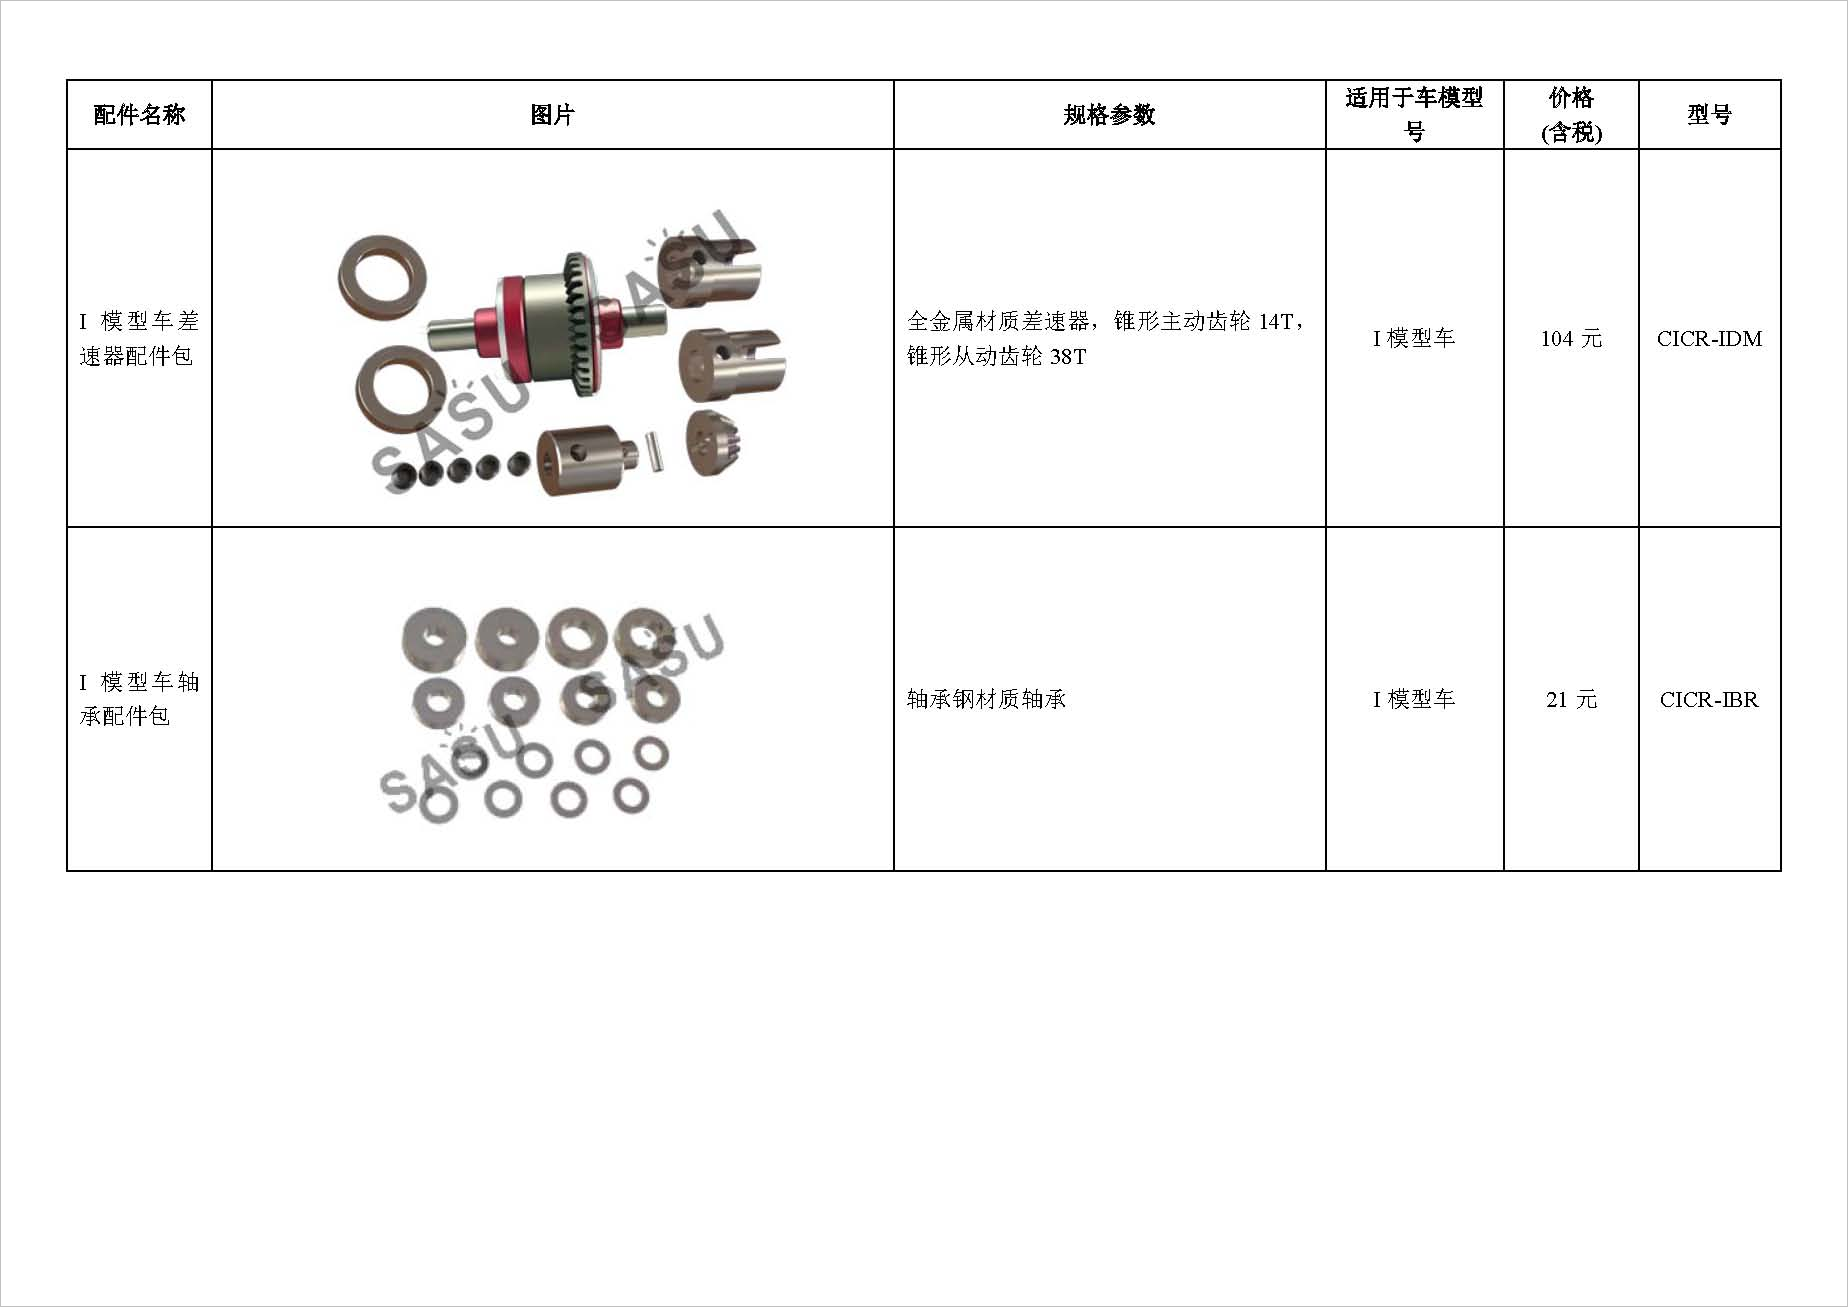 配件名称
图片
规格参数
适用于车模型
号
价格
(含税)
型号
I 模型车差
速器配件包
SASU
SASU
全金属材质差速器，锥形主动齿轮 14T，
锥形从动齿轮 38T
I 模型车
104 元
CICR-IDM
I 模型车轴
承配件包
SASU
SASU
轴承钢材质轴承
I 模型车
21 元
CICR-IBR